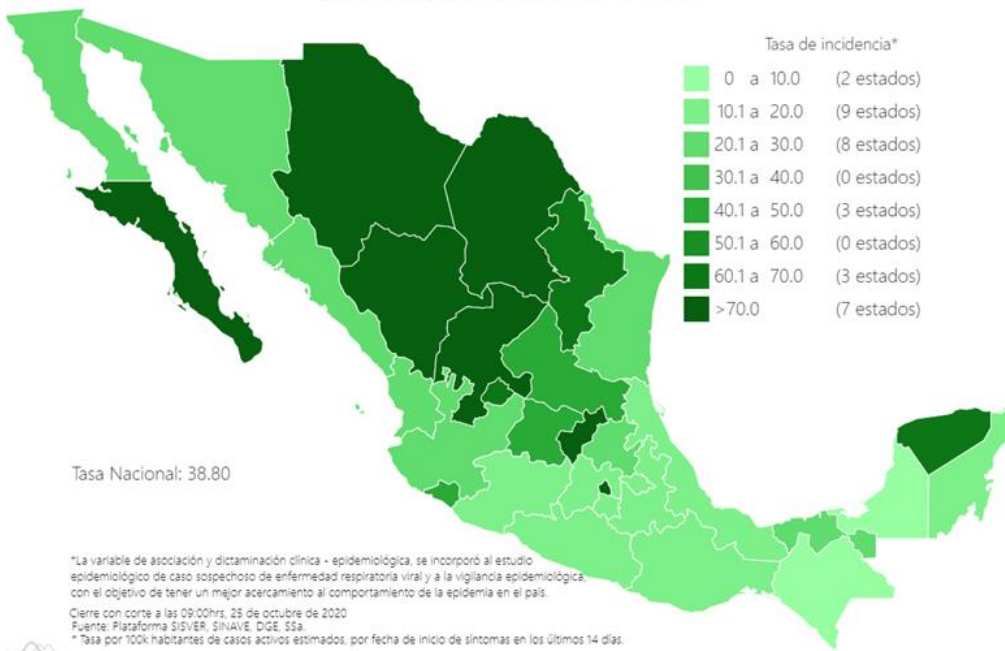 Tasa de incidencia*
0 a 10.0 (2 estados)
10.1 a 20.0 (9 estados)
20.1 a 30.0 (8 estados)
30.1 a 40.0 (0 estados)
40.1 a 50.0 (3 estados)
50.1 a 60.0 (0 estados)
60.1 a 70.0 (3 estados)
>70.0 (7 estados)
Tasa Nacional: 38.80
*La variable de asociación y dictaminación clínica - epidemiológica, se incorporó al estudio
epidemiológico de caso sospechoso de enfermedad respiratoria viral y a la vigilancia epidemiológica,
con el objetivo de tener un mejor acercamiento al comportamiento de la epidemia en el país.
Cierre con corte a las 09:00hrs, 25 de octubre de 2020
Fuente: Plataforma SISVER, SINAVE, DGE, SSa.
* Tasa por 100k habitantes de casos activos estimados, por fecha de inicio de síntomas en los últimos 14 días.